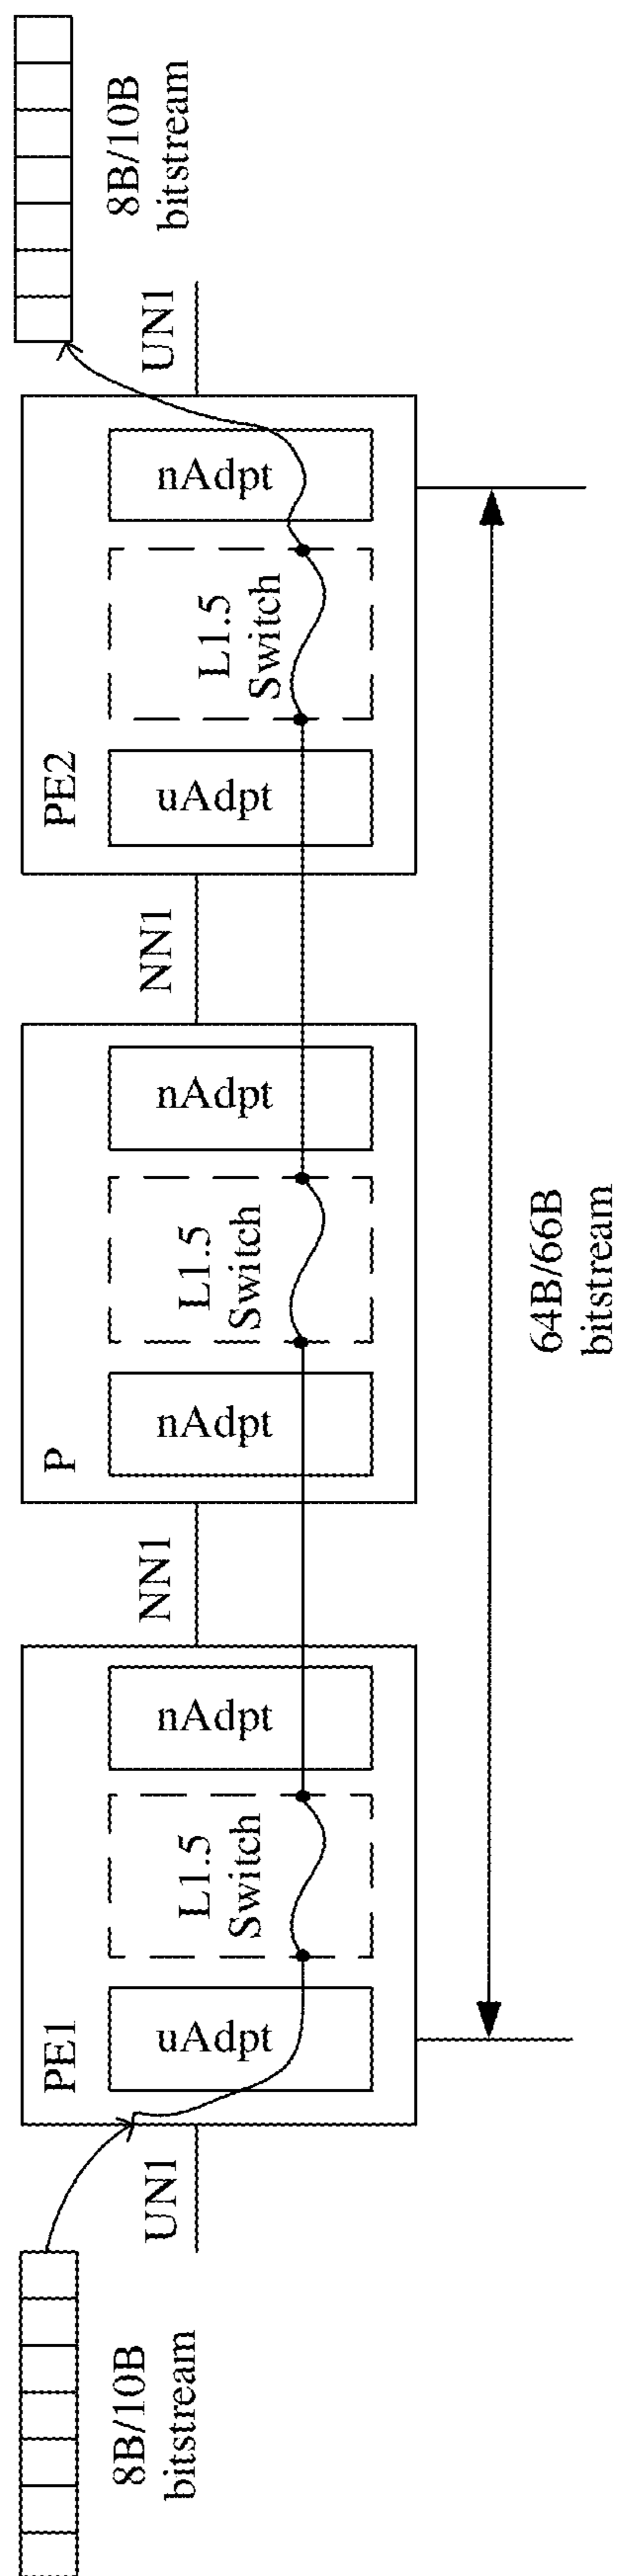 8B/10B
bitstream
UN1
PE1
uAdpt
L1.5
Switch
nAdpt
NN1
P
nAdpt
L1.5
Switch
nAdpt
NN1
PE2
uAdpt
L1.5
Switch
nAdpt
UN1
8B/10B
bitstream
64B/66B
bitstream